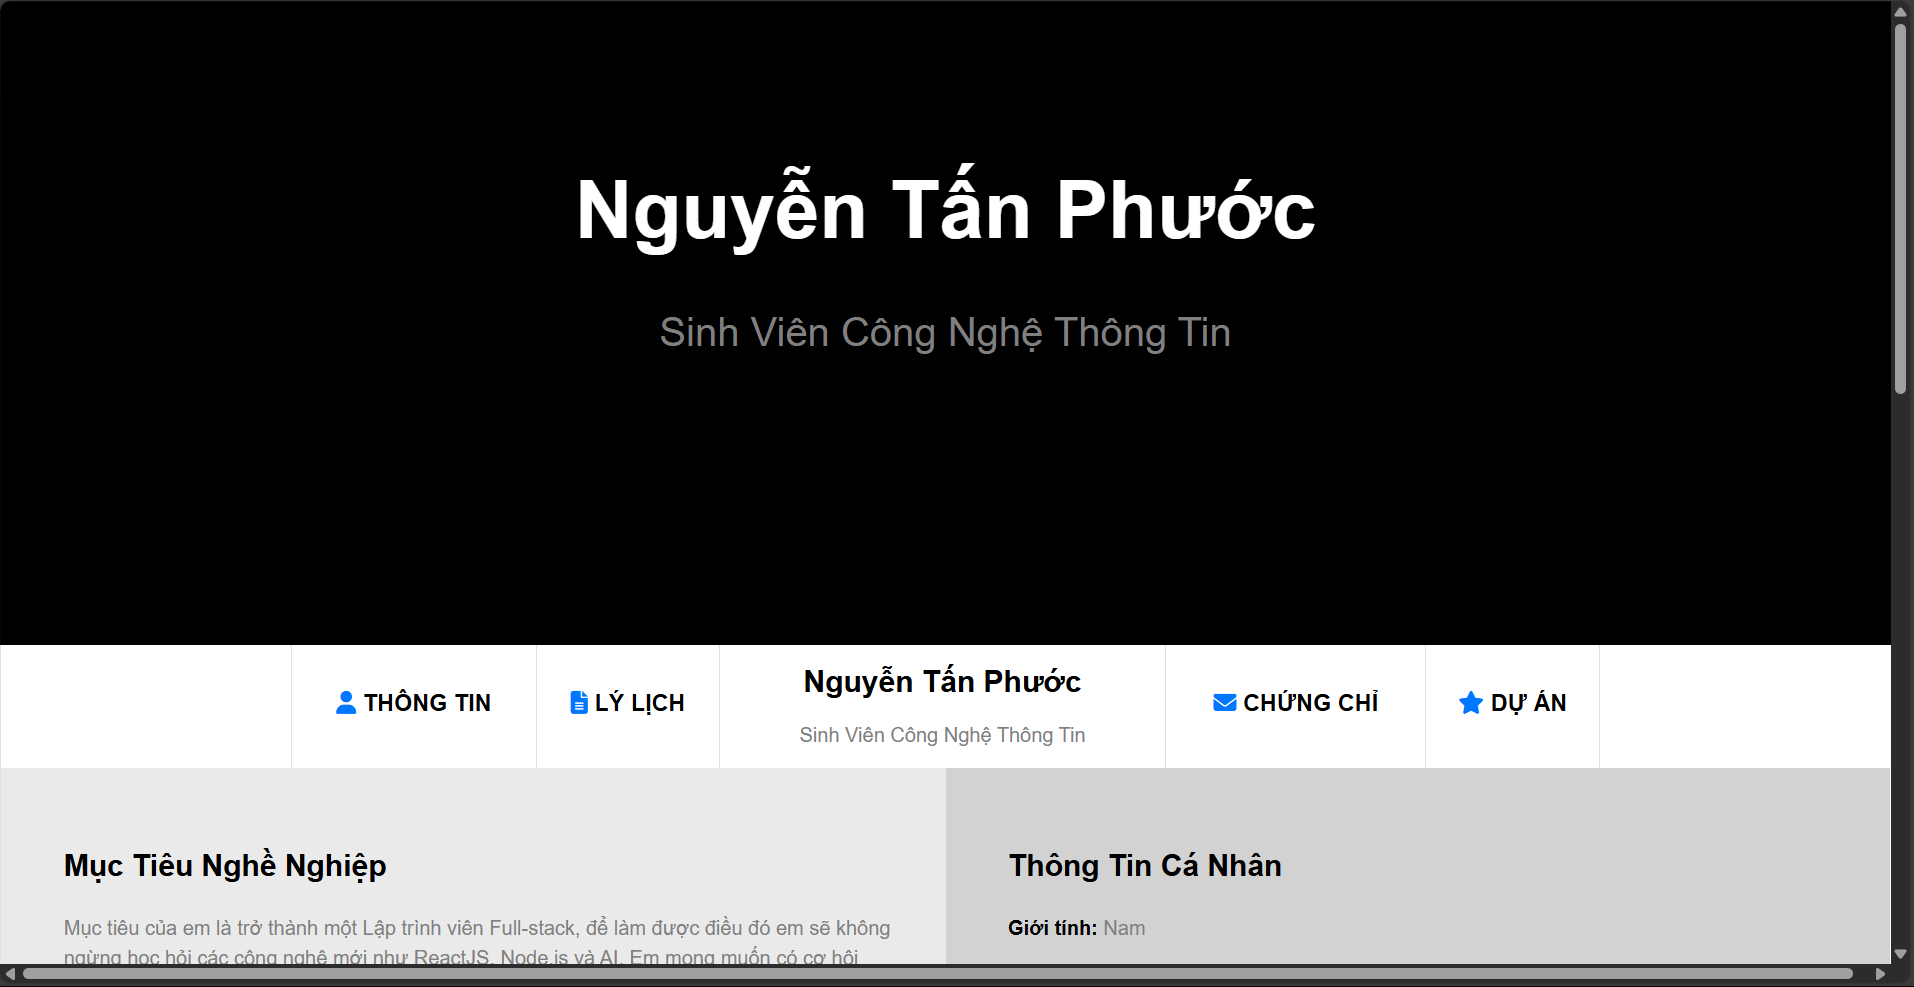 Nguyễn Tấn Phước
Sinh Viên Công Nghệ Thông Tin
THÔNG TIN
LÝ LỊCH
Nguyễn Tấn Phước
Sinh Viên Công Nghệ Thông Tin
CHỨNG CHỈ
DỰ ÁN
Mục Tiêu Nghề Nghiệp
Mục tiêu của em là trở thành một Lập trình viên Full-stack, để làm được điều đó em sẽ không
ngừng học hỏi các công nghệ mới như ReactJS, Node.js và AI. Em mong muốn có cơ hội
Thông Tin Cá Nhân
Giới tính: Nam